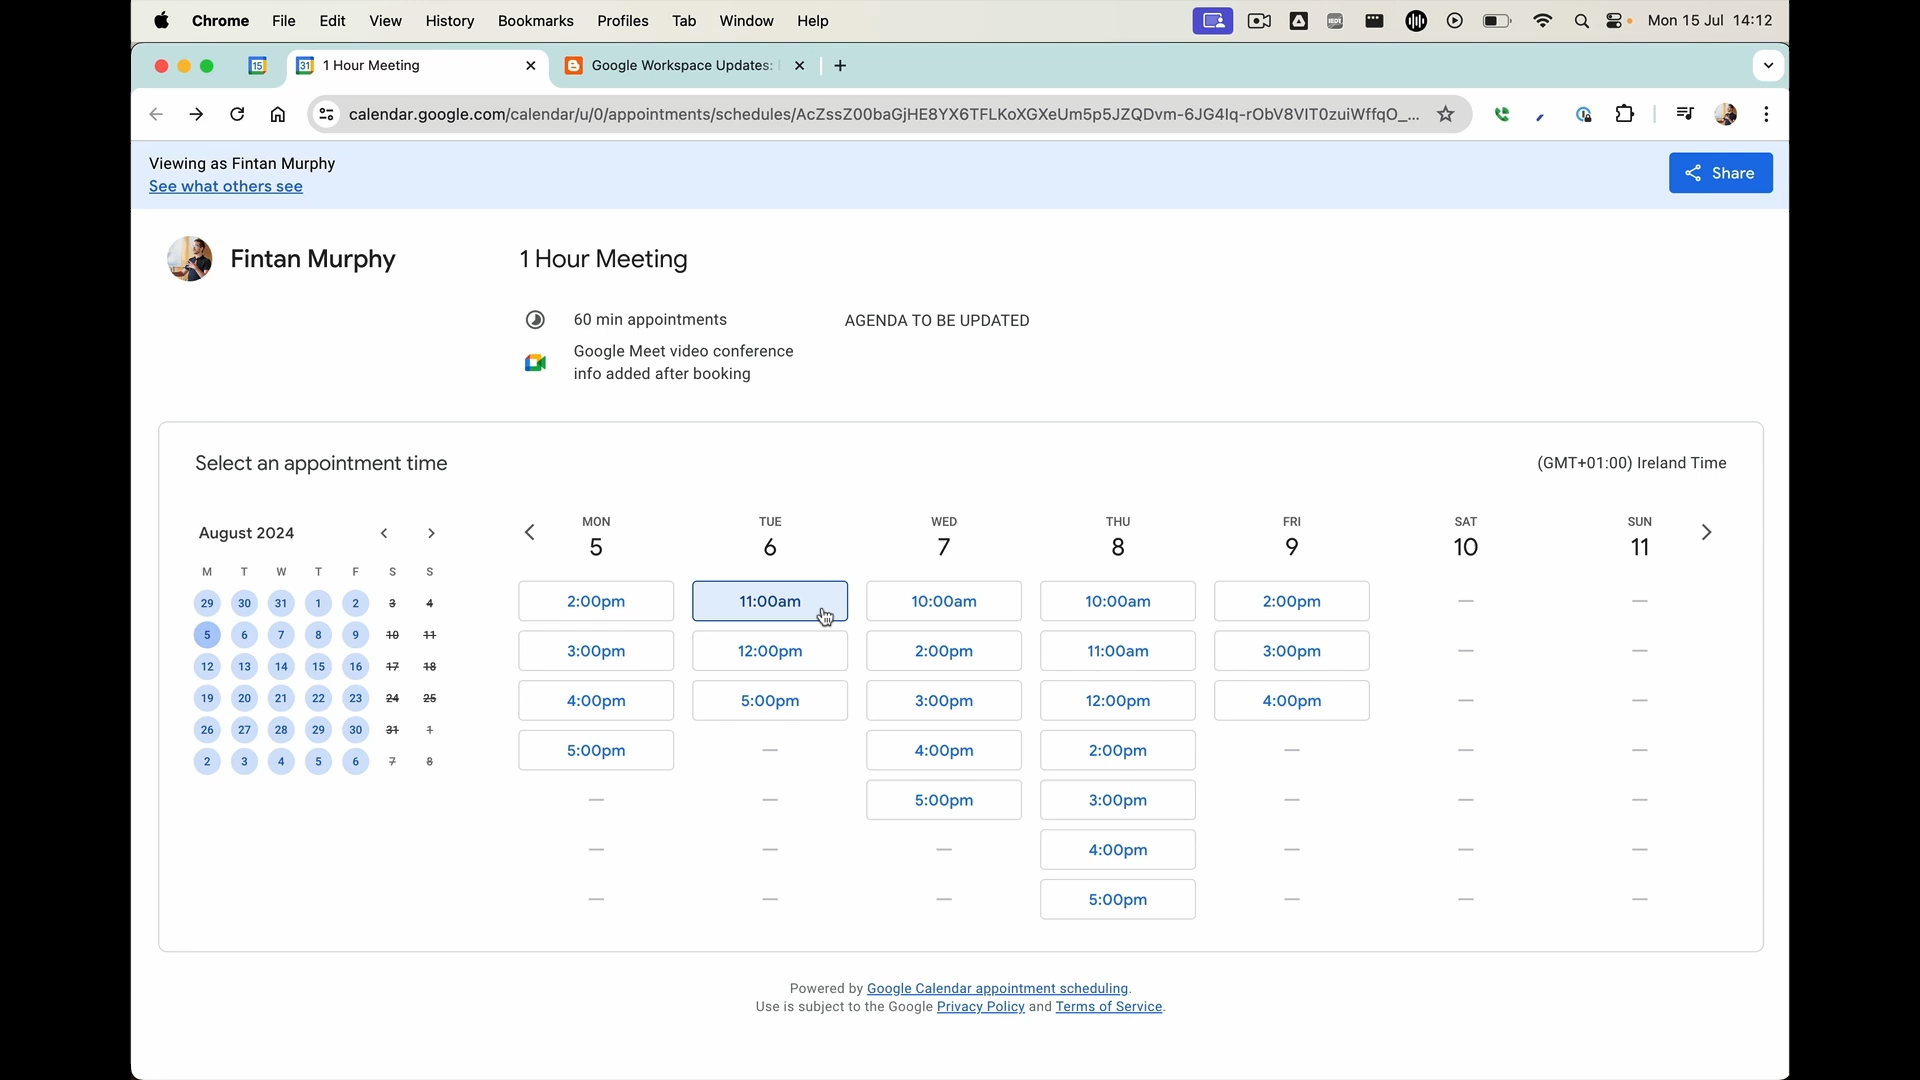 Chrome File Edit View History Bookmarks Profiles Tab Window Help Mon 15 Jul 14:12
15 31 1 Hour Meeting Google Workspace Updates:
calendar.google.com/calendar/u/0/appointments/schedules/AcZssZ00baGjHE8YX6TFLKoXGXeUm5p5JZQDvm-6JG4Iq-rObV8VIT0zuiWffqO_...
Viewing as Fintan Murphy
See what others see
Share
Fintan Murphy
1 Hour Meeting
60 min appointments
AGENDA TO BE UPDATED
Google Meet video conference
info added after booking
Select an appointment time
(GMT+01:00) Ireland Time
August 2024
M T W T F S S
29 30 31 1 2 3 4
5 6 7 8 9 10 11
12 13 14 15 16 17 18
19 20 21 22 23 24 25
26 27 28 29 30 31 1
2 3 4 5 6 7 8
MON TUE WED THU FRI SAT SUN
5 6 7 8 9 10 11
2:00pm 11:00am 10:00am 10:00am 2:00pm — —
3:00pm 12:00pm 2:00pm 11:00am 3:00pm — —
4:00pm 5:00pm 3:00pm 12:00pm 4:00pm — —
5:00pm — 4:00pm 2:00pm — — —
— — 5:00pm 3:00pm — — —
— — — 4:00pm — — —
— — — 5:00pm — — —
Powered by Google Calendar appointment scheduling.
Use is subject to the Google Privacy Policy and Terms of Service.